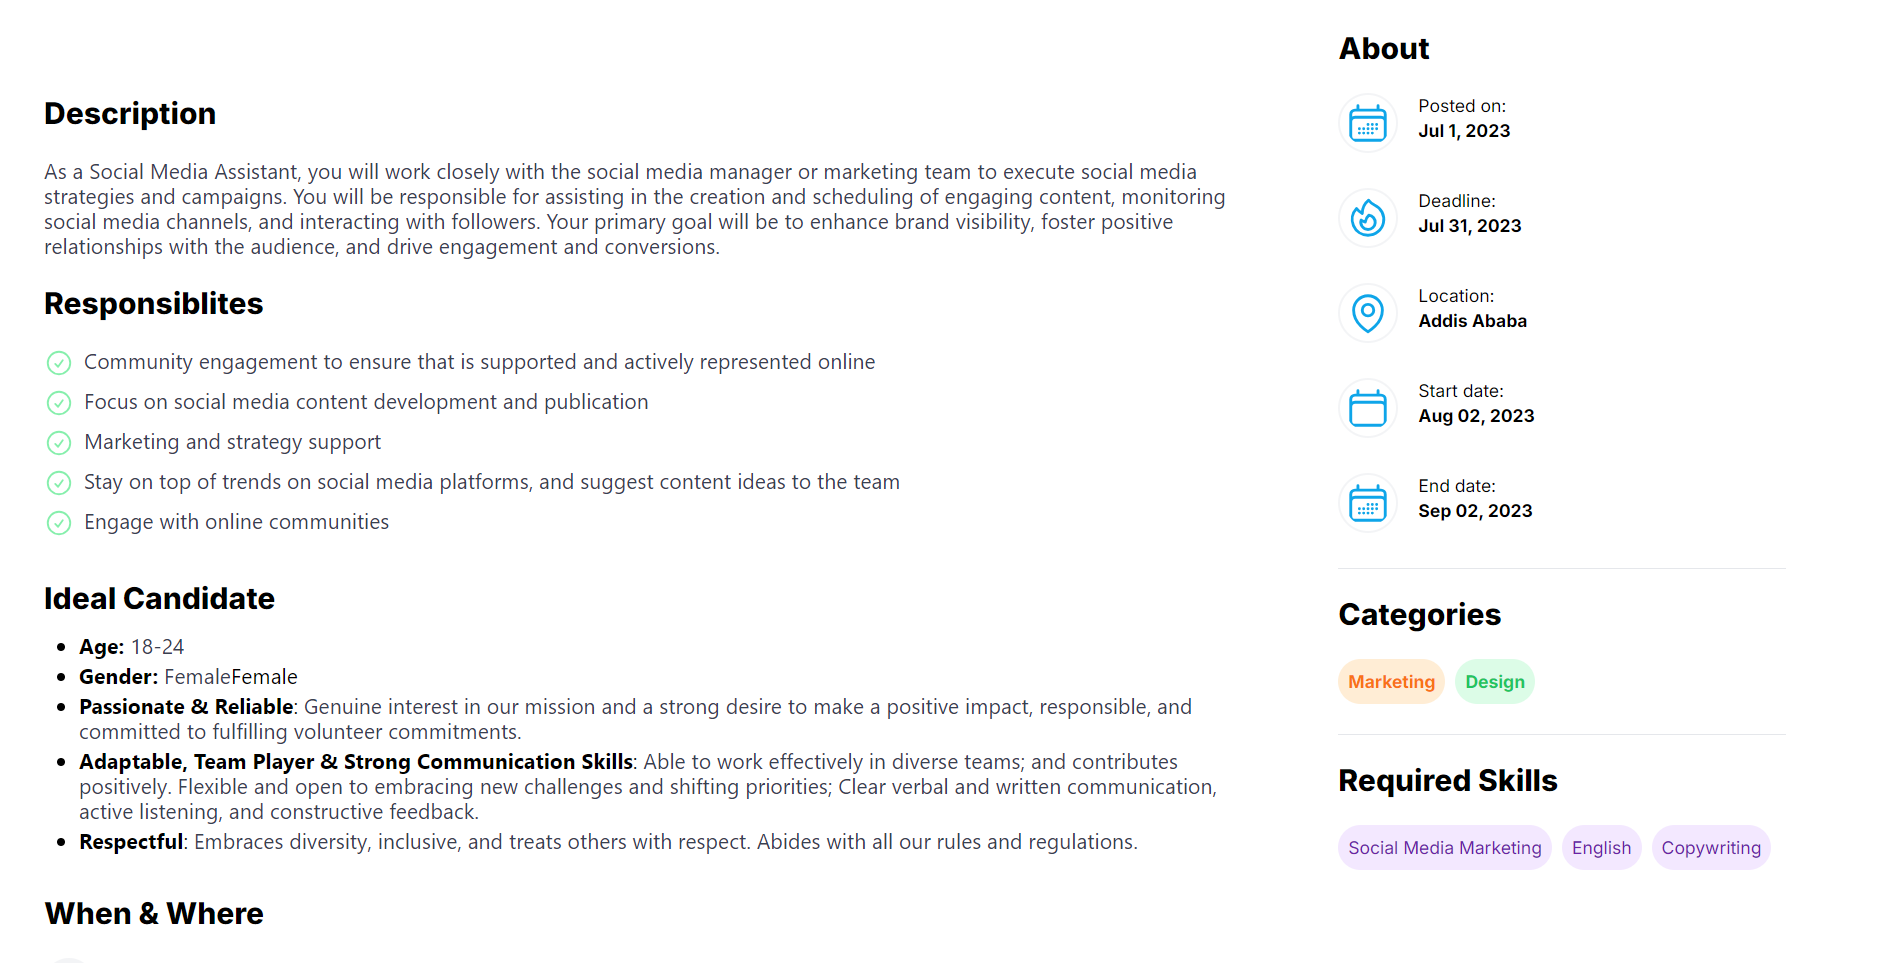 Description
As a Social Media Assistant, you will work closely with the social media manager or marketing team to execute social media
strategies and campaigns. You will be responsible for assisting in the creation and scheduling of engaging content, monitoring
social media channels, and interacting with followers. Your primary goal will be to enhance brand visibility, foster positive
relationships with the audience, and drive engagement and conversions.
Responsiblites
Community engagement to ensure that is supported and actively represented online
Focus on social media content development and publication
Marketing and strategy support
Stay on top of trends on social media platforms, and suggest content ideas to the team
Engage with online communities
Ideal Candidate
Age: 18-24
Gender: FemaleFemale
Passionate & Reliable: Genuine interest in our mission and a strong desire to make a positive impact, responsible, and
committed to fulfilling volunteer commitments.
Adaptable, Team Player & Strong Communication Skills: Able to work effectively in diverse teams; and contributes
positively. Flexible and open to embracing new challenges and shifting priorities; Clear verbal and written communication,
active listening, and constructive feedback.
Respectful: Embraces diversity, inclusive, and treats others with respect. Abides with all our rules and regulations.
When & Where
About
Posted on:
Jul 1, 2023
Deadline:
Jul 31, 2023
Location:
Addis Ababa
Start date:
Aug 02, 2023
End date:
Sep 02, 2023
Categories
Marketing Design
Required Skills
Social Media Marketing English Copywriting